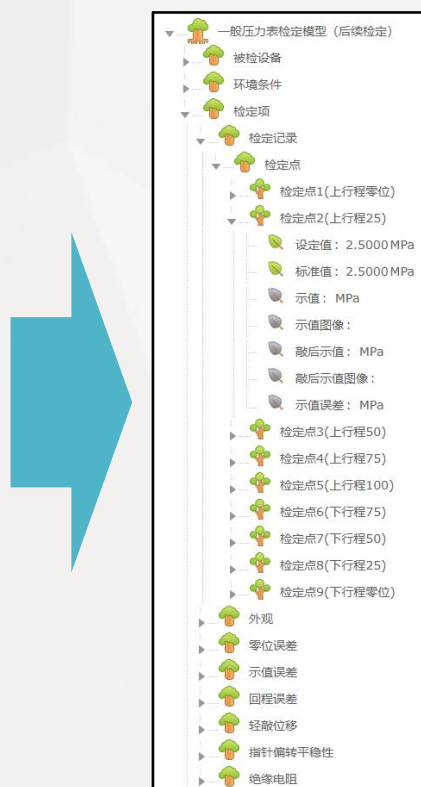 一般压力表检定模型（后续检定）
被检设备
环境条件
检定项
检定记录
检定点
检定点1(上行程零位)
检定点2(上行程25)
设定值：2.5000MPa
标准值：2.5000MPa
示值：MPa
示值图像：
敲后示值：MPa
敲后示值图像：
示值误差：MPa
检定点3(上行程50)
检定点4(上行程75)
检定点5(上行程100)
检定点6(下行程75)
检定点7(下行程50)
检定点8(下行程25)
检定点9(下行程零位)
外观
零位误差
示值误差
回程误差
轻敲位移
指针偏转平稳性
绝缘电阻